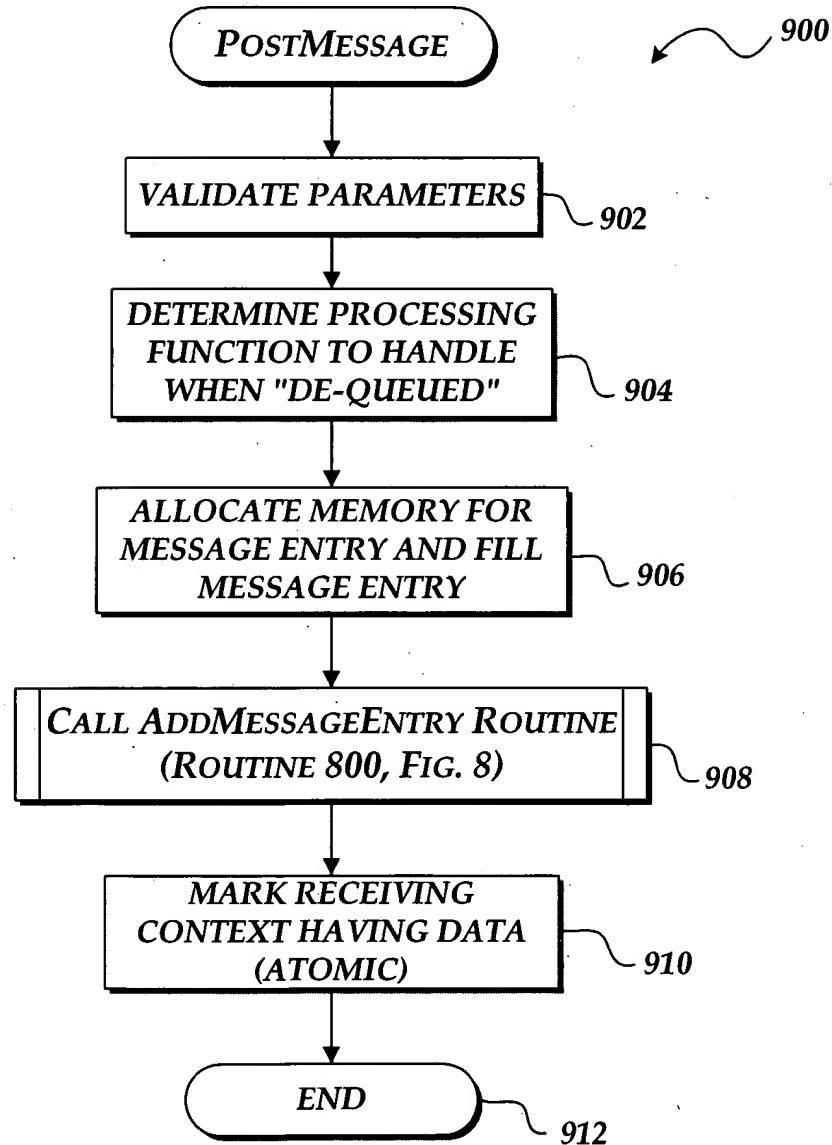 POSTMESSAGE
900
VALIDATE PARAMETERS
902
DETERMINE PROCESSING
FUNCTION TO HANDLE
WHEN "DE-QUEUED"
904
ALLOCATE MEMORY FOR
MESSAGE ENTRY AND FILL
MESSAGE ENTRY
906
CALL ADDMESSAGEENTRY ROUTINE
(ROUTINE 800, FIG. 8)
908
MARK RECEIVING
CONTEXT HAVING DATA
(ATOMIC)
910
END
912